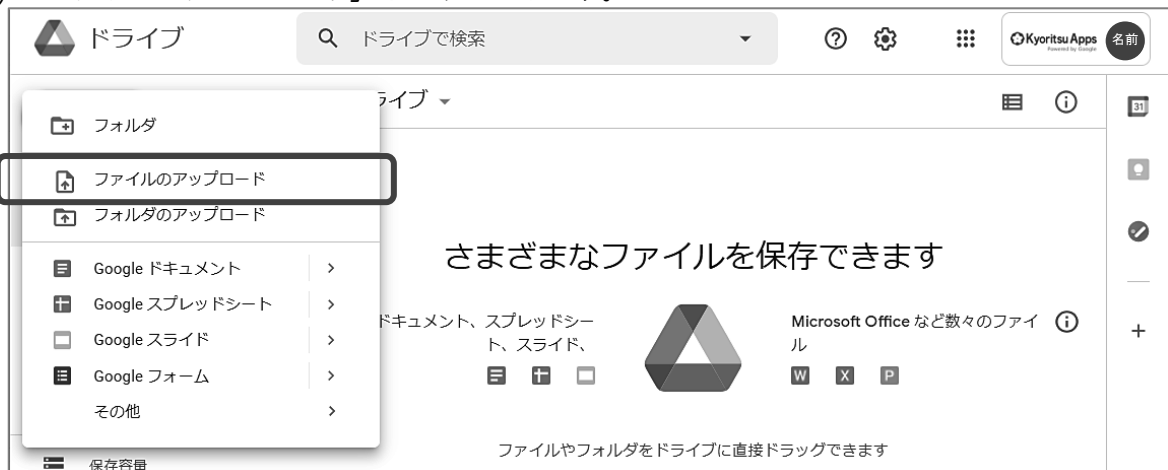 ドライブ
ドライブで検索
Kyoritsu Apps
Powered by Google
名前
ライブ
フォルダ
31
ファイルのアップロード
フォルダのアップロード
さまざまなファイルを保存できます
Google ドキュメント
Google スプレッドシート
Google スライド
Google フォーム
その他
ドキュメント、スプレッドシー
ト、スライド、
Microsoft Office など数々のファイ
ル
W X P
ファイルやフォルダをドライブに直接ドラッグできます
保存容量